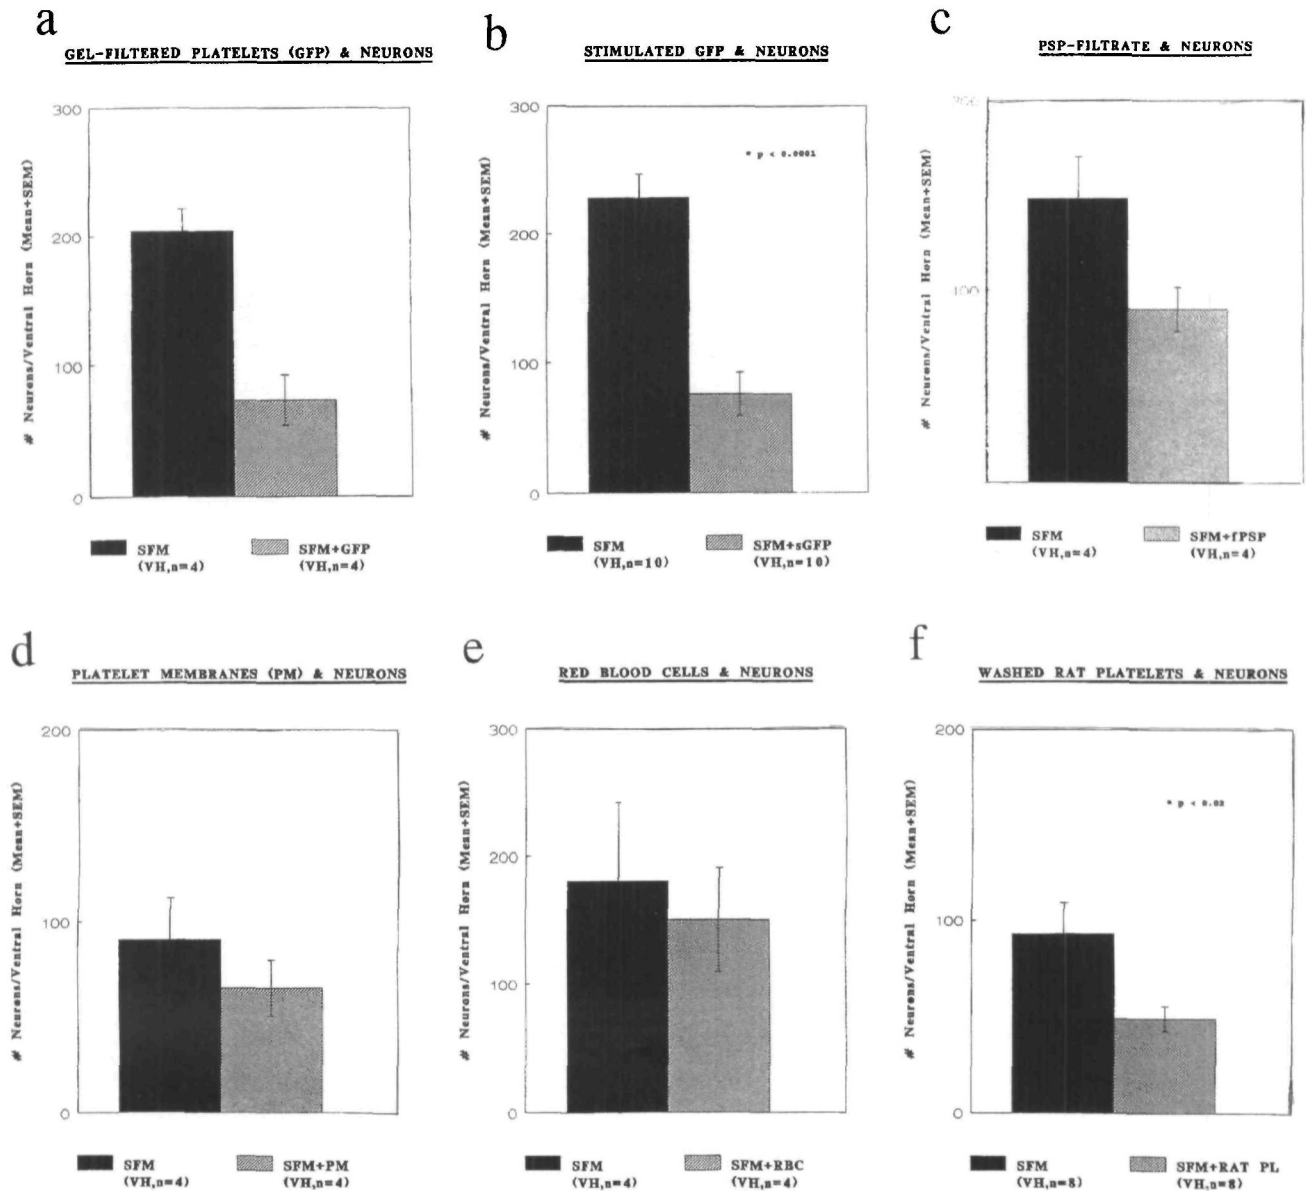 a
GEL-FILTERED PLATELETS (GFP) & NEURONS
# Neurons/Ventral Horn (Mean+SEM)
300
200
100
0
SFM
(VH,n=4)
SFM+GFP
(VH,n=4)
b
STIMULATED GFP & NEURONS
# Neurons/Ventral Horn (Mean+SEM)
300
200
100
0
* p < 0.0001
SFM
(VH,n=10)
SFM+sGFP
(VH,n=10)
c
PSP-FILTRATE & NEURONS
# Neurons/Ventral Horn (Mean+SEM)
100
SFM
(VH,n=4)
SFM+fPSP
(VH,n=4)
d
PLATELET MEMBRANES (PM) & NEURONS
# Neurons/Ventral Horn (Mean+SEM)
200
100
0
SFM
(VH,n=4)
SFM+PM
(VH,n=4)
e
RED BLOOD CELLS & NEURONS
# Neurons/Ventral Horn (Mean+SEM)
300
200
100
0
SFM
(VH,n=4)
SFM+RBC
(VH,n=4)
f
WASHED RAT PLATELETS & NEURONS
# Neurons/Ventral Horn (Mean+SEM)
200
100
0
* p < 0.02
SFM
(VH,n=8)
SFM+RAT PL
(VH,n=8)